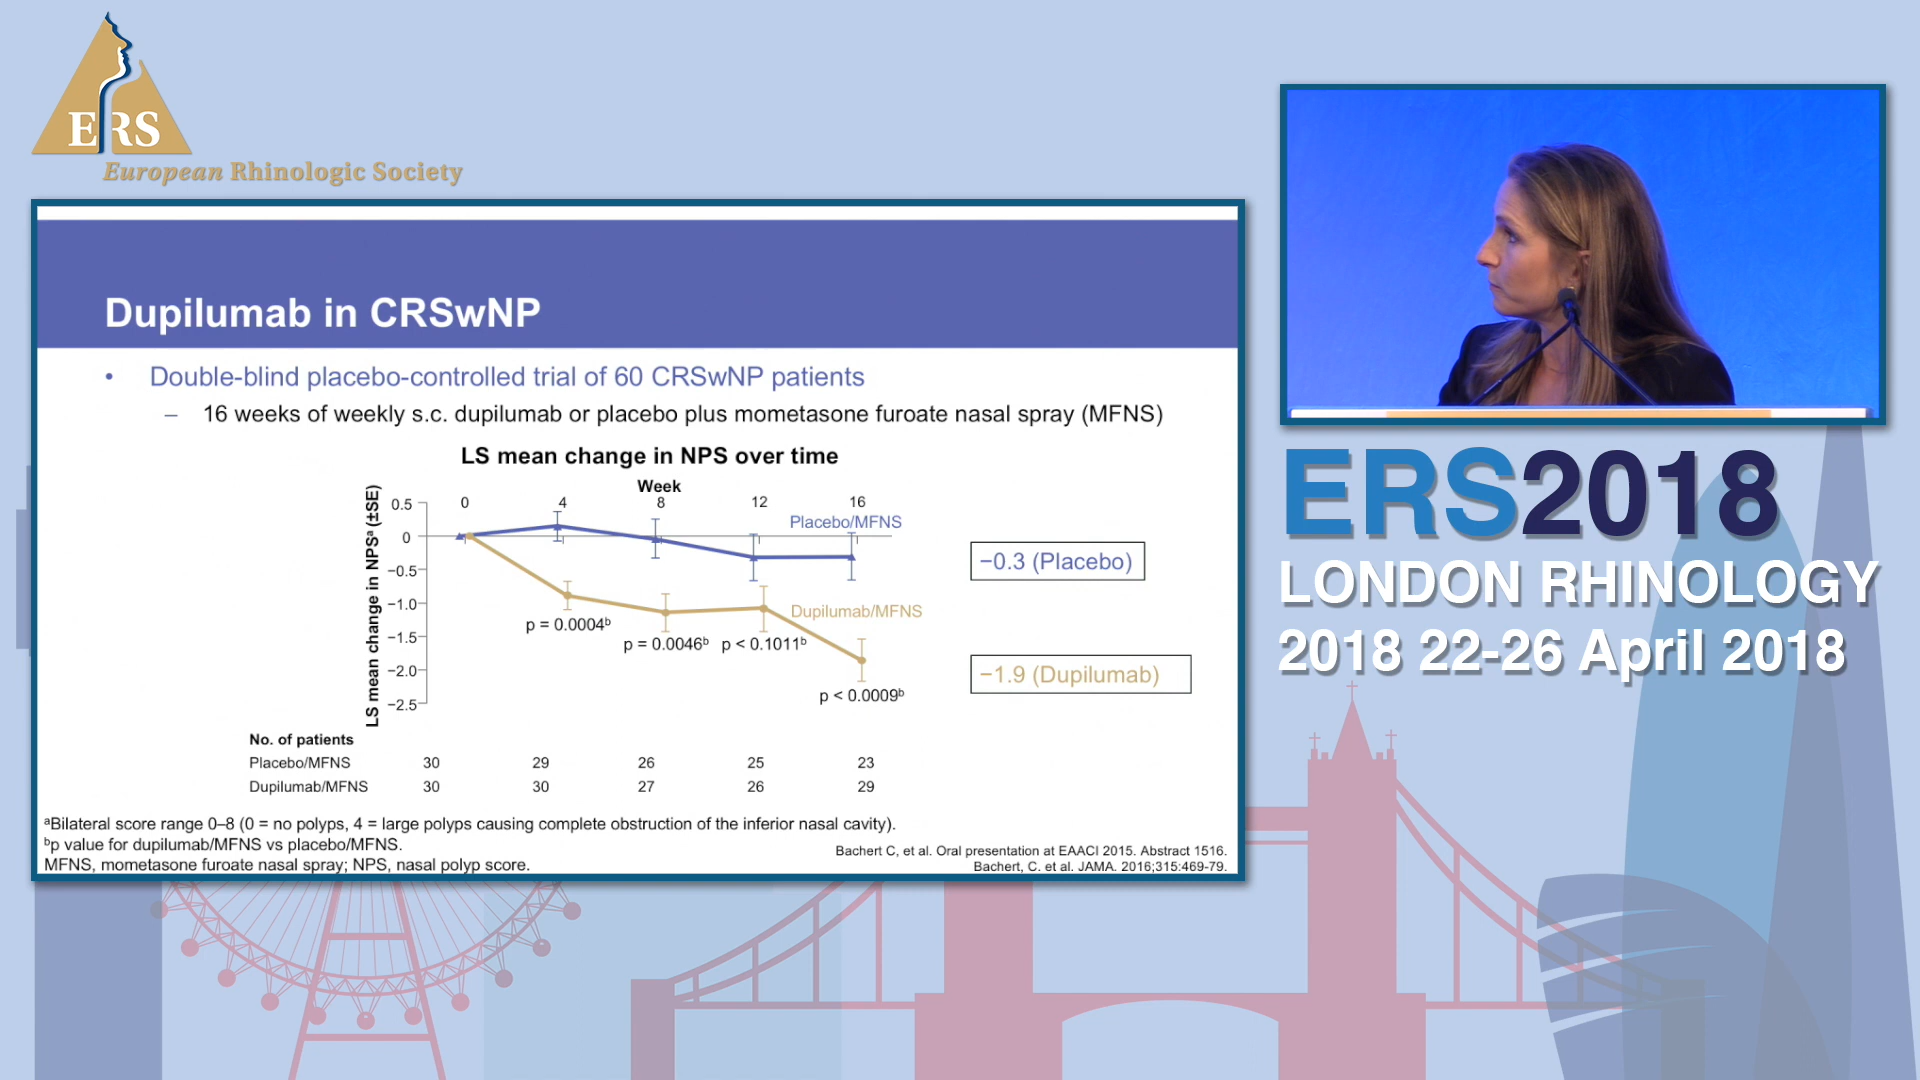 ERS
European Rhinologic Society
Dupilumab in CRSwNP
• Double-blind placebo-controlled trial of 60 CRSwNP patients
– 16 weeks of weekly s.c. dupilumab or placebo plus mometasone furoate nasal spray (MFNS)
LS mean change in NPS over time
Week
0 4 8 12 16
LS mean change in NPSᵃ (±SE)
0.5
0
−0.5
−1.0
−1.5
−2.0
−2.5
Placebo/MFNS
Dupilumab/MFNS
p = 0.0004ᵇ
p = 0.0046ᵇ p < 0.1011ᵇ
p < 0.0009ᵇ
−0.3 (Placebo)
−1.9 (Dupilumab)
No. of patients
Placebo/MFNS 30 29 26 25 23
Dupilumab/MFNS 30 30 27 26 29
ᵃBilateral score range 0–8 (0 = no polyps, 4 = large polyps causing complete obstruction of the inferior nasal cavity).
ᵇp value for dupilumab/MFNS vs placebo/MFNS.
MFNS, mometasone furoate nasal spray; NPS, nasal polyp score.
Bachert C, et al. Oral presentation at EAACI 2015. Abstract 1516.
Bachert, C. et al. JAMA. 2016;315:469-79.
ERS2018
LONDON RHINOLOGY
2018 22-26 April 2018